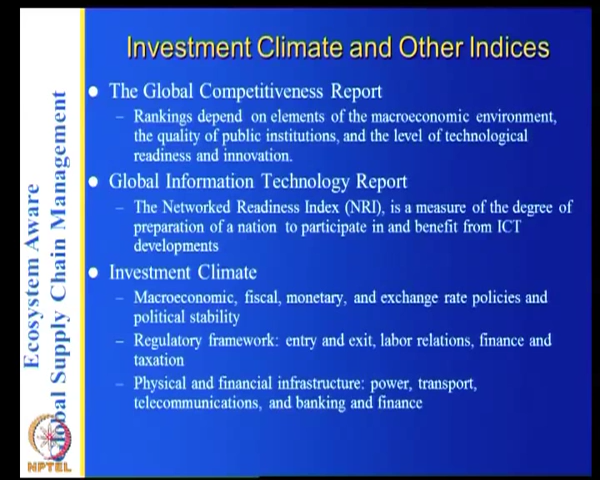 Investment Climate and Other Indices
The Global Competitiveness Report
– Rankings depend on elements of the macroeconomic environment,
the quality of public institutions, and the level of technological
readiness and innovation.
Global Information Technology Report
– The Networked Readiness Index (NRI), is a measure of the degree of
preparation of a nation to participate in and benefit from ICT
developments
Investment Climate
– Macroeconomic, fiscal, monetary, and exchange rate policies and
political stability
– Regulatory framework: entry and exit, labor relations, finance and
taxation
– Physical and financial infrastructure: power, transport,
telecommunications, and banking and finance
Ecosystem Aware
Global Supply Chain Management
NPTEL